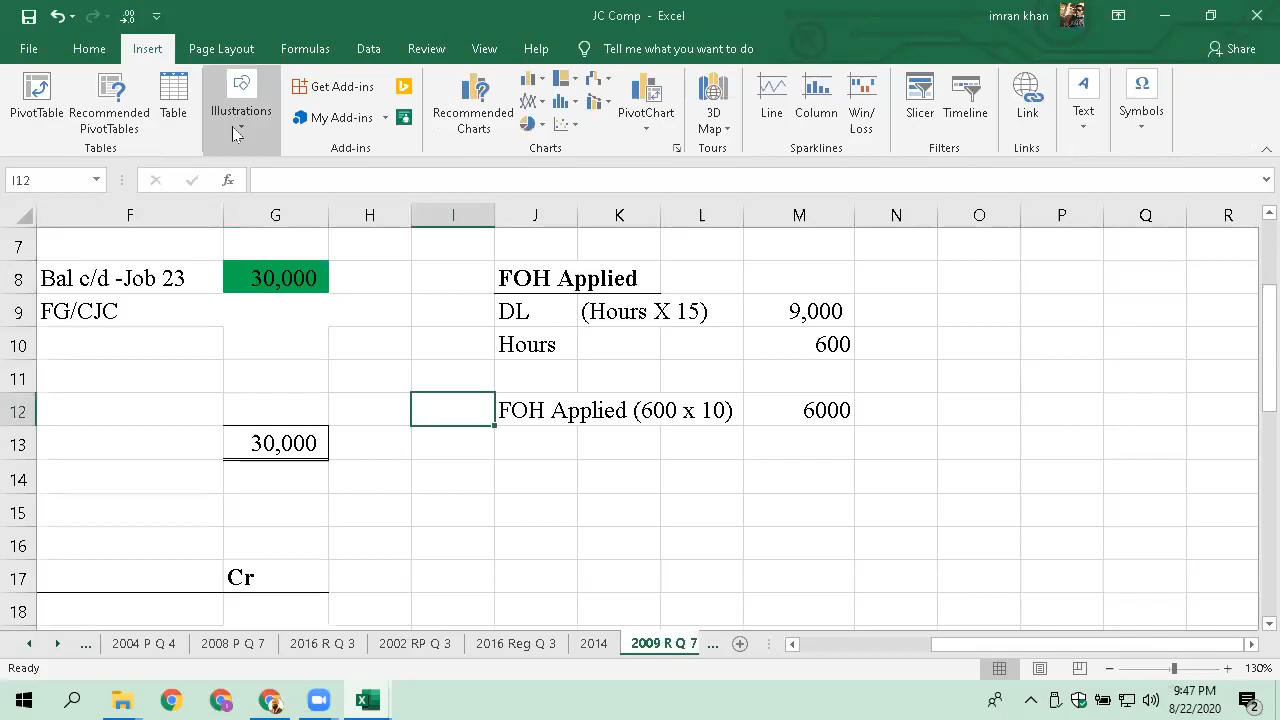 JC Comp - Excel
imran khan
File Home Insert Page Layout Formulas Data Review View Help Tell me what you want to do Share
PivotTable
Recommended PivotTables
Table
Tables
Illustrations
Get Add-ins
My Add-ins
Add-ins
Recommended Charts
PivotChart
Charts
3D Map
Tours
Line
Column
Win/ Loss
Sparklines
Slicer
Timeline
Filters
Link
Links
Text
Symbols
I12
fx
F G H I J K L M N O P Q R
7
8 Bal c/d -Job 23 30,000 FOH Applied
9 FG/CJC DL (Hours X 15) 9,000
10 Hours 600
11
12 FOH Applied (600 x 10) 6000
13 30,000
14
15
16
17 Cr
18
... 2004 P Q 4 2008 P Q 7 2016 R Q 3 2002 RP Q 3 2016 Reg Q 3 2014 2009 R Q 7 ...
Ready
130%
9:47 PM
8/22/2020
2